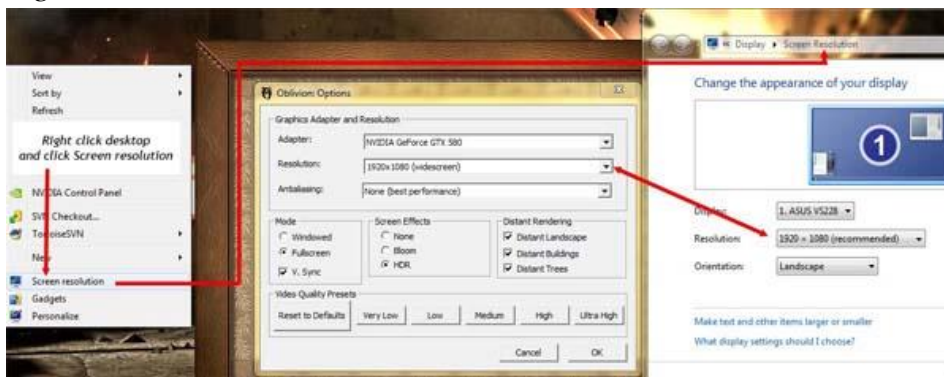 View
Sort by
Refresh
Right click desktop
and click Screen resolution
NVIDIA Control Panel
SVN Checkout...
TortoiseSVN
New
Screen resolution
Gadgets
Personalize
Oblivion: Options
Graphics Adapter and Resolution
Adapter:
NVIDIA GeForce GTX 580
Resolution:
1920x1080 (widescreen)
Antialiasing:
None (best performance)
Mode
Windowed
Fullscreen
V. Sync
Screen Effects
None
Bloom
HDR
Distant Rendering
Distant Landscape
Distant Buildings
Distant Trees
Video Quality Presets
Reset to Defaults
Very Low
Low
Medium
High
Ultra High
Cancel
OK
« Display ▸ Screen Resolution
Change the appearance of your display
1
Display:
1. ASUS VS228
Resolution:
1920 × 1080 (recommended)
Orientation:
Landscape
Make text and other items larger or smaller
What display settings should I choose?